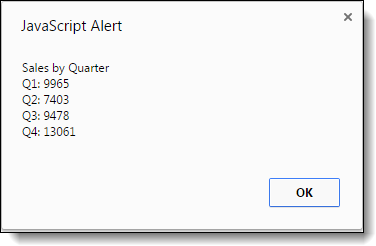 JavaScript Alert
Sales by Quarter
Q1: 9965
Q2: 7403
Q3: 9478
Q4: 13061
OK